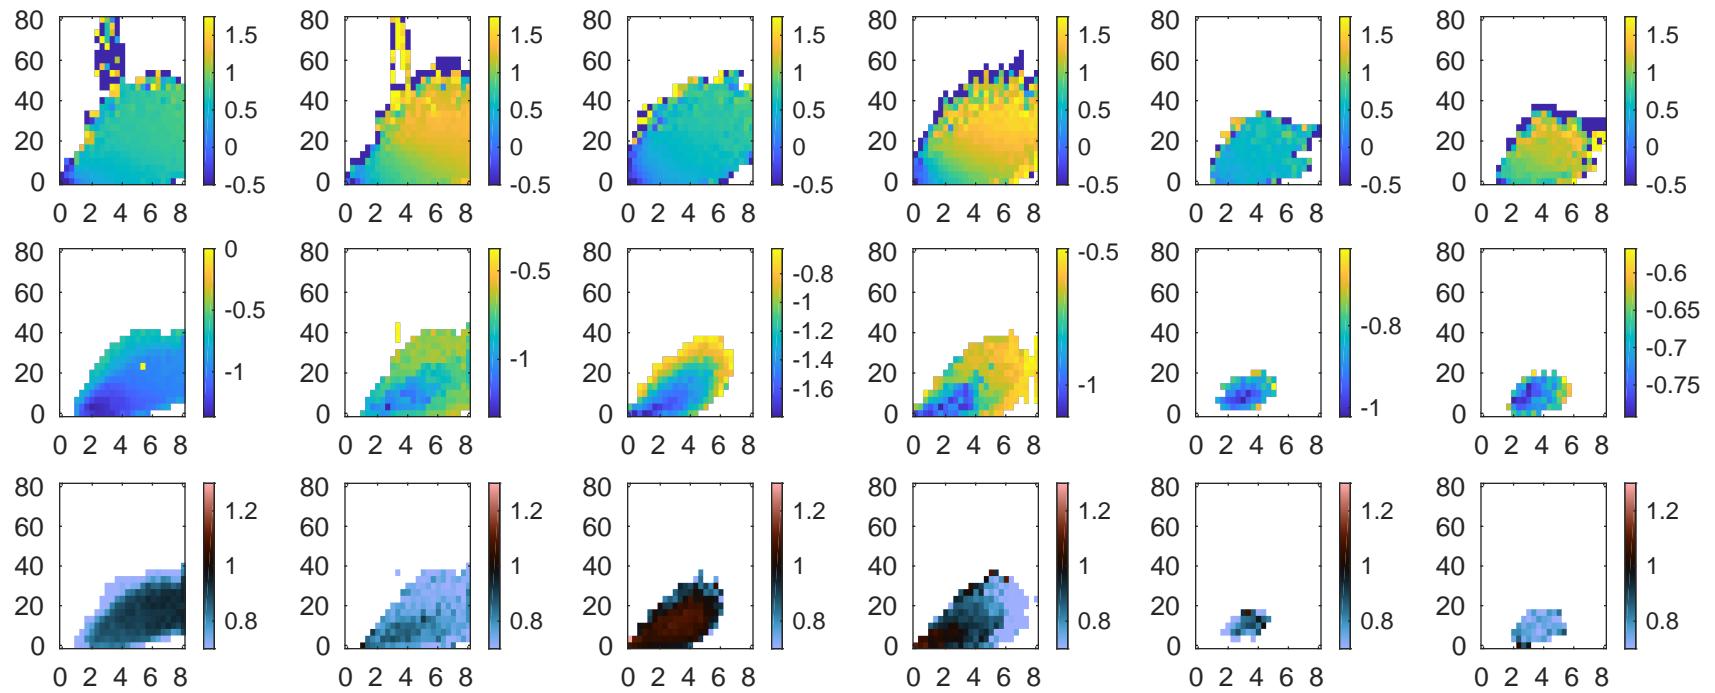 80 1.5 80 1.5 80 1.5 80 1.5 80 1.5 80 1.5
60 60 60 60 60 60
1 1 1 1 1 1
40 0.5 40 0.5 40 0.5 40 0.5 40 0.5 40 0.5
20 0 20 0 20 0 20 0 20 0 20 0
0 -0.5 0 -0.5 0 -0.5 0 -0.5 0 -0.5 0 -0.5
0 2 4 6 8 0 2 4 6 8 0 2 4 6 8 0 2 4 6 8 0 2 4 6 8 0 2 4 6 8
80 0 80 -0.5 80 -0.8 80 -0.5 80 80 -0.6
60 -0.5 60 60 -1 60 60 -0.8 60 -0.65
40 40 -1 40 -1.2 40 40 40 -0.7
20 -1 20 20 -1.4 20 -1 20 20 -0.75
0 0 0 -1.6 0 0 -1 0
0 2 4 6 8 0 2 4 6 8 0 2 4 6 8 0 2 4 6 8 0 2 4 6 8 0 2 4 6 8
80 1.2 80 1.2 80 1.2 80 1.2 80 1.2 80 1.2
60 60 60 60 60 60
40 1 40 1 40 1 40 1 40 1 40 1
20 0.8 20 0.8 20 0.8 20 0.8 20 0.8 20 0.8
0 0 0 0 0 0
0 2 4 6 8 0 2 4 6 8 0 2 4 6 8 0 2 4 6 8 0 2 4 6 8 0 2 4 6 8